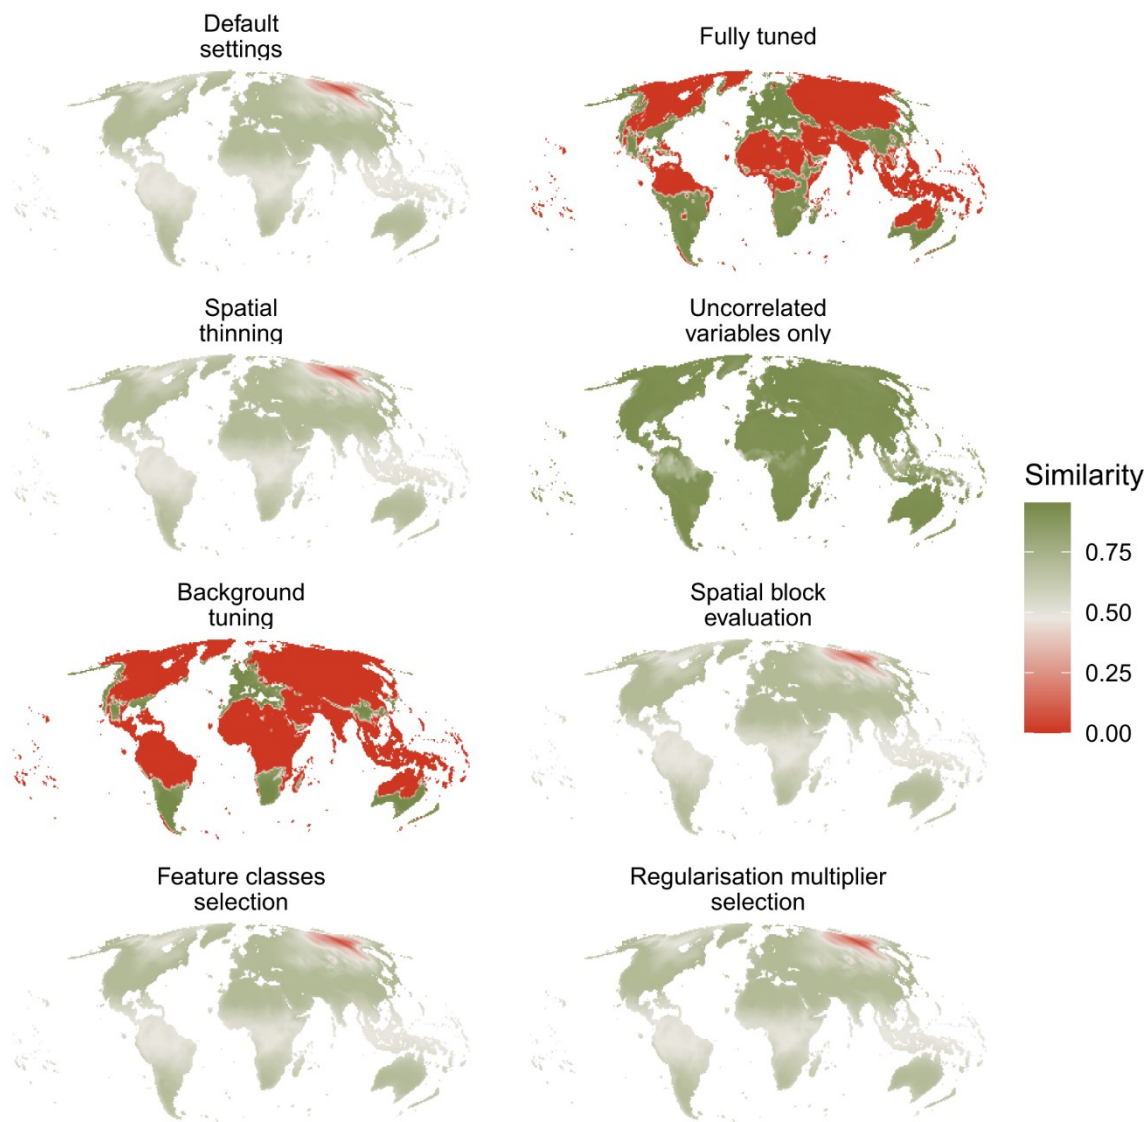 Default
settings
Fully tuned
Spatial
thinning
Uncorrelated
variables only
Similarity
0.75
0.50
0.25
0.00
Background
tuning
Spatial block
evaluation
Feature classes
selection
Regularisation multiplier
selection